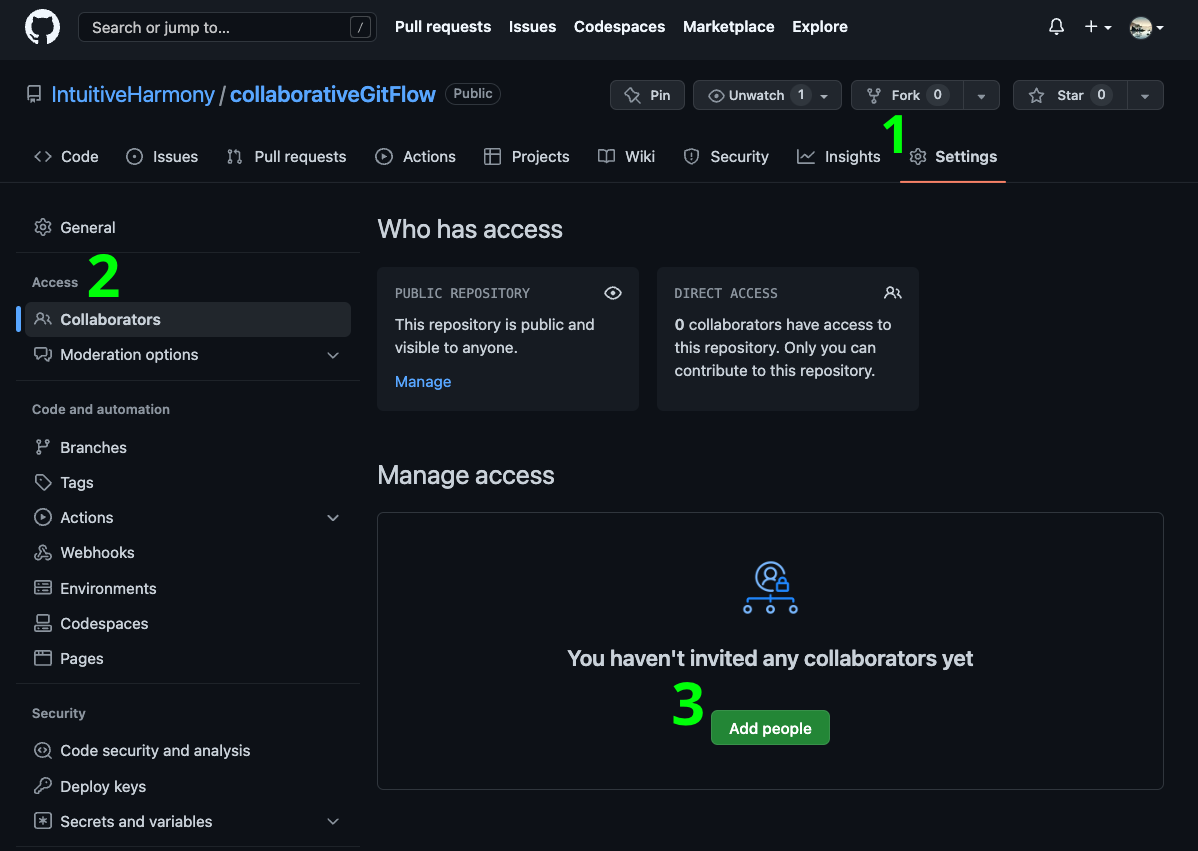 Search or jump to... /
Pull requests Issues Codespaces Marketplace Explore
IntuitiveHarmony / collaborativeGitFlow Public
Pin Unwatch 1 Fork 0 Star 0
1
Code Issues Pull requests Actions Projects Wiki Security Insights Settings
General
Access
2
Collaborators
Moderation options
Code and automation
Branches
Tags
Actions
Webhooks
Environments
Codespaces
Pages
Security
Code security and analysis
Deploy keys
Secrets and variables
Who has access
PUBLIC REPOSITORY
This repository is public and
visible to anyone.
Manage
DIRECT ACCESS
0 collaborators have access to
this repository. Only you can
contribute to this repository.
Manage access
You haven't invited any collaborators yet
3
Add people